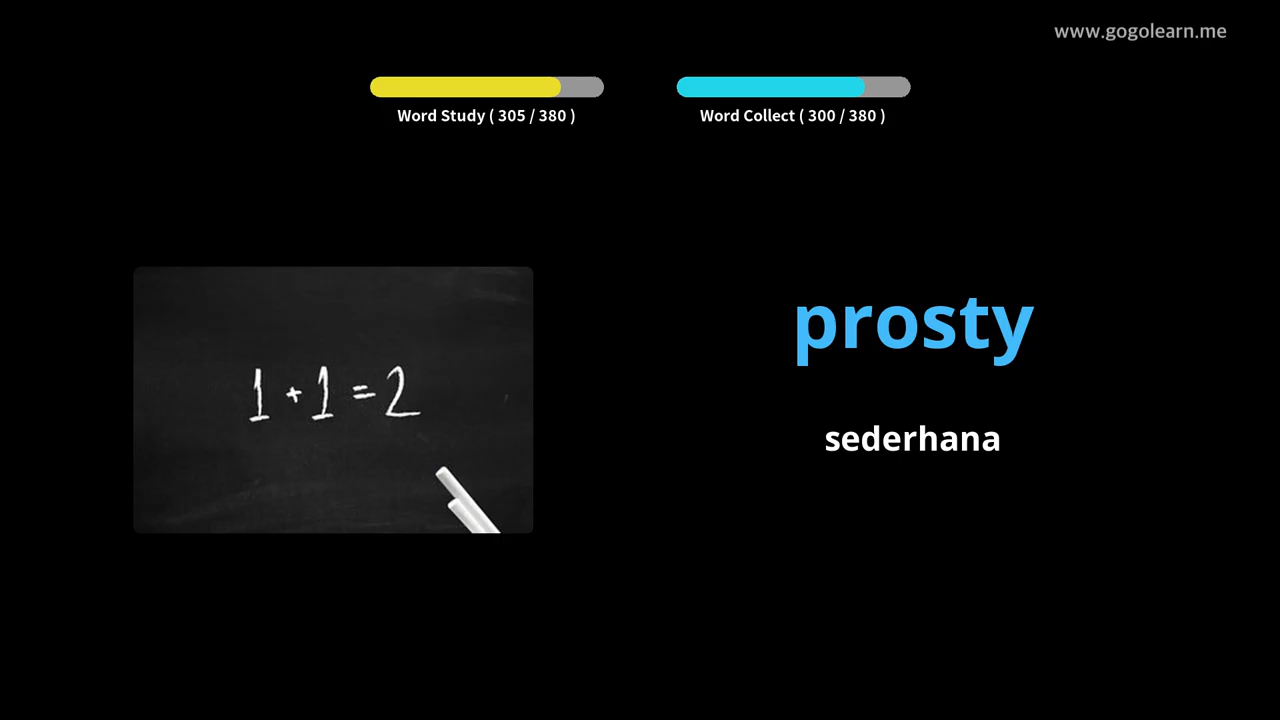 www.gogolearn.me
Word Study ( 305 / 380 )
Word Collect ( 300 / 380 )
1 + 1 = 2
prosty
sederhana